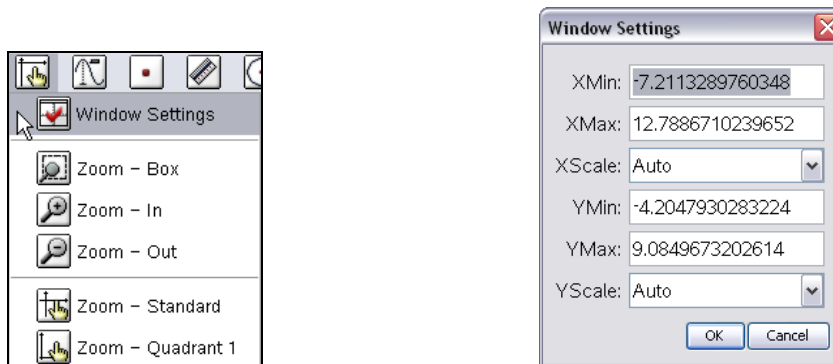 Window Settings
Zoom – Box
Zoom – In
Zoom – Out
Zoom – Standard
Zoom – Quadrant 1
Window Settings
XMin: -7.2113289760348
XMax: 12.7886710239652
XScale: Auto
YMin: -4.2047930283224
YMax: 9.0849673202614
YScale: Auto
OK Cancel